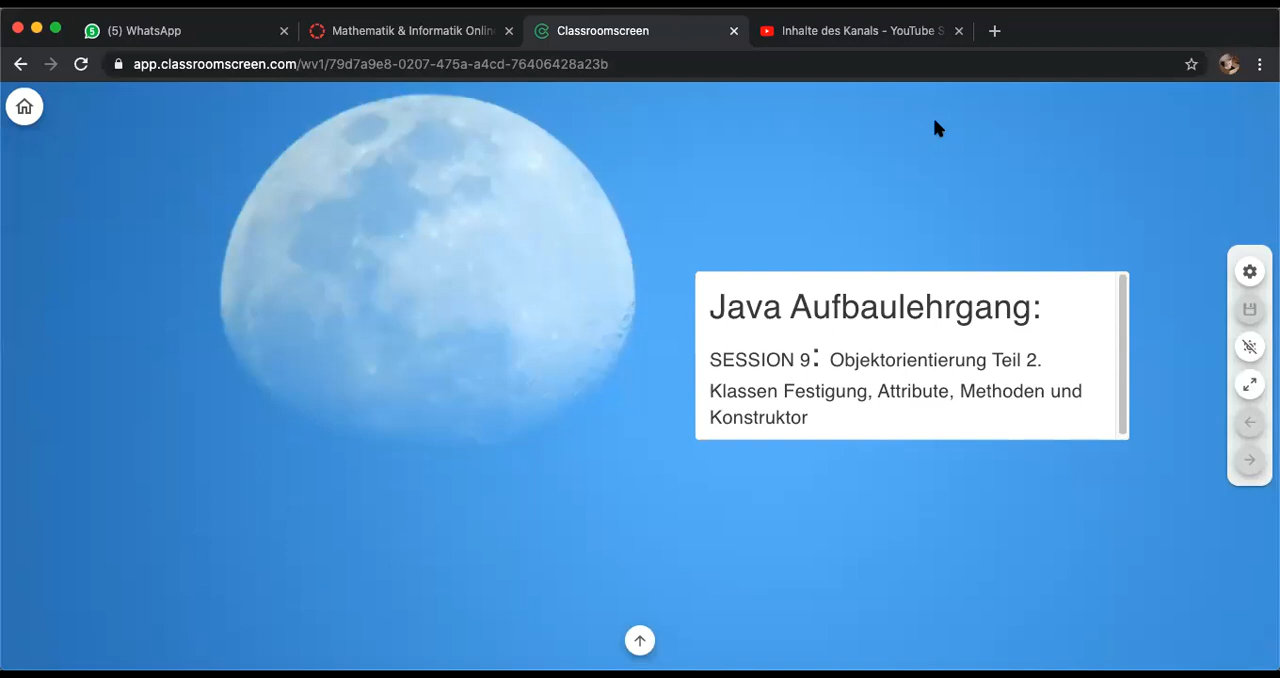 (5) WhatsApp
Mathematik & Informatik Onlin
Classroomscreen
Inhalte des Kanals - YouTube S
app.classroomscreen.com/wv1/79d7a9e8-0207-475a-a4cd-76406428a23b
Java Aufbaulehrgang:
SESSION 9: Objektorientierung Teil 2.
Klassen Festigung, Attribute, Methoden und
Konstruktor